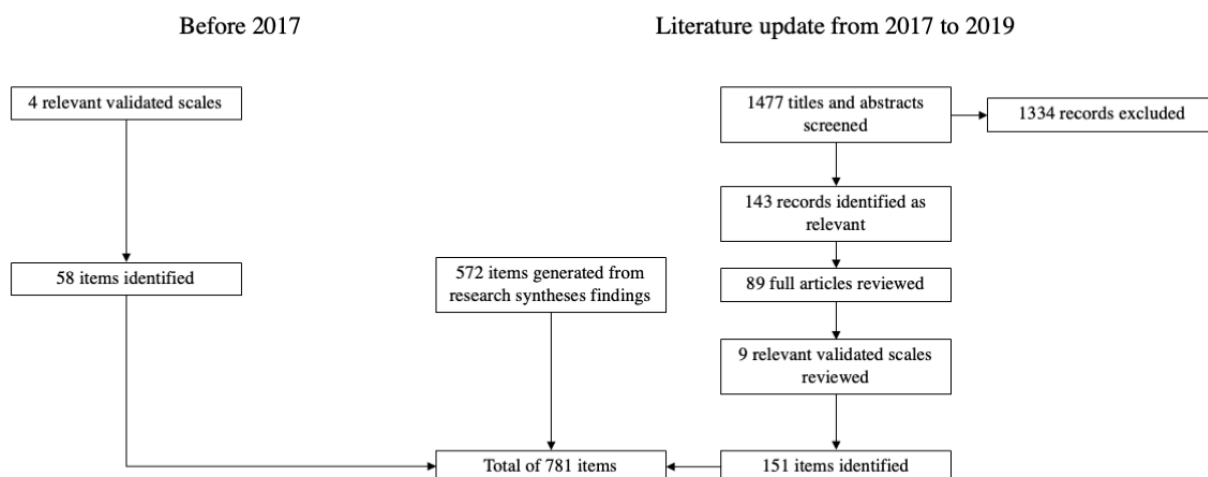 Before 2017
Literature update from 2017 to 2019
4 relevant validated scales
1477 titles and abstracts
screened
1334 records excluded
143 records identified as
relevant
58 items identified
572 items generated from
research syntheses findings
89 full articles reviewed
9 relevant validated scales
reviewed
Total of 781 items
151 items identified